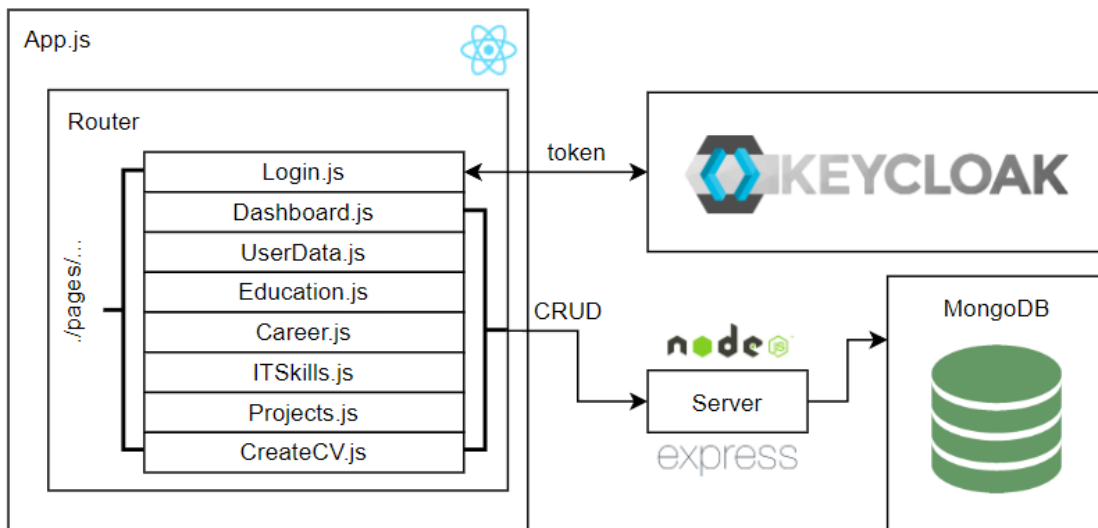 App.js
Router
Login.js
Dashboard.js
UserData.js
Education.js
Career.js
ITSkills.js
Projects.js
CreateCV.js
./pages/...
token
KEYCLOAK
CRUD
node
JS
Server
express
MongoDB